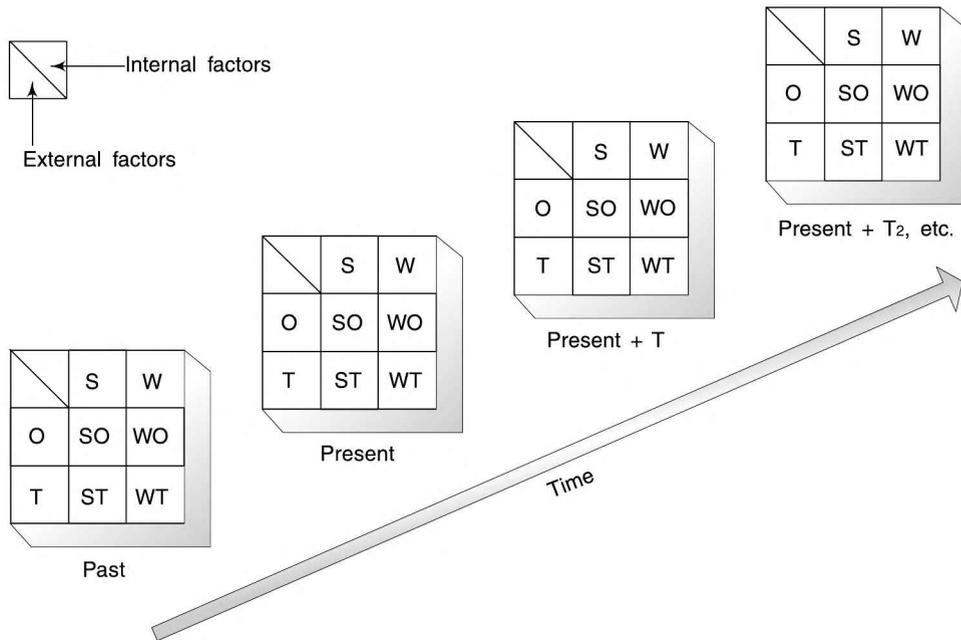 Internal factors
External factors
S W
O SO WO
T ST WT
Past
S W
O SO WO
T ST WT
Present
S W
O SO WO
T ST WT
Present + T
S W
O SO WO
T ST WT
Present + T2, etc.
Time